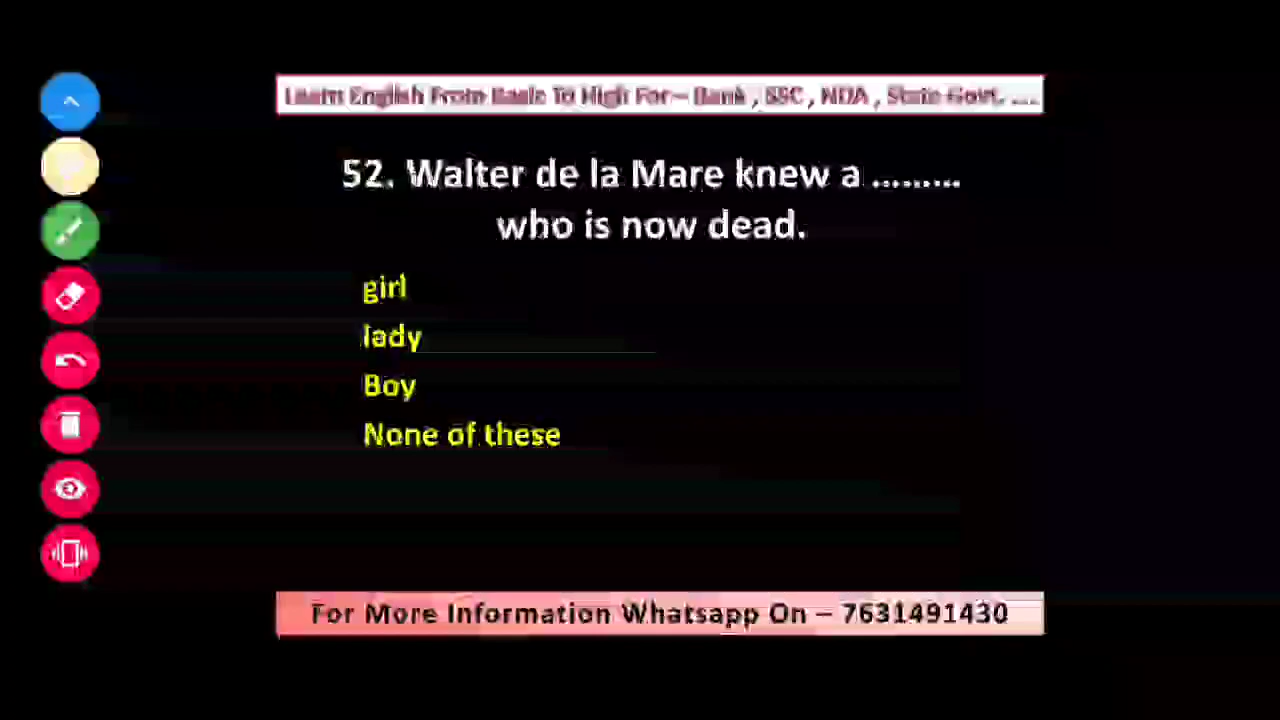 Learn English From Basic To High For – Bank , SSC , NDA , State Govt. ....
52. Walter de la Mare knew a .........
who is now dead.
girl
lady
Boy
None of these
For More Information Whatsapp On – 7631491430